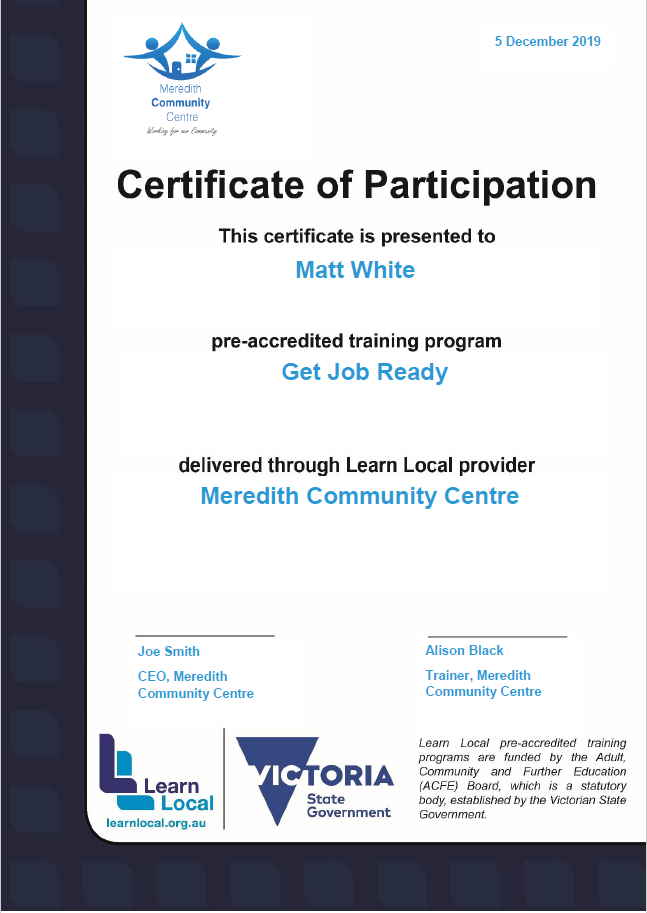 5 December 2019
Meredith
Community
Centre
Working for our Community
Certificate of Participation
This certificate is presented to
Matt White
pre-accredited training program
Get Job Ready
delivered through Learn Local provider
Meredith Community Centre
Joe Smith
CEO, Meredith
Community Centre
Alison Black
Trainer, Meredith
Community Centre
Learn
Local
learnlocal.org.au
VICTORIA
State
Government
Learn Local pre-accredited training
programs are funded by the Adult,
Community and Further Education
(ACFE) Board, which is a statutory
body, established by the Victorian State
Government.